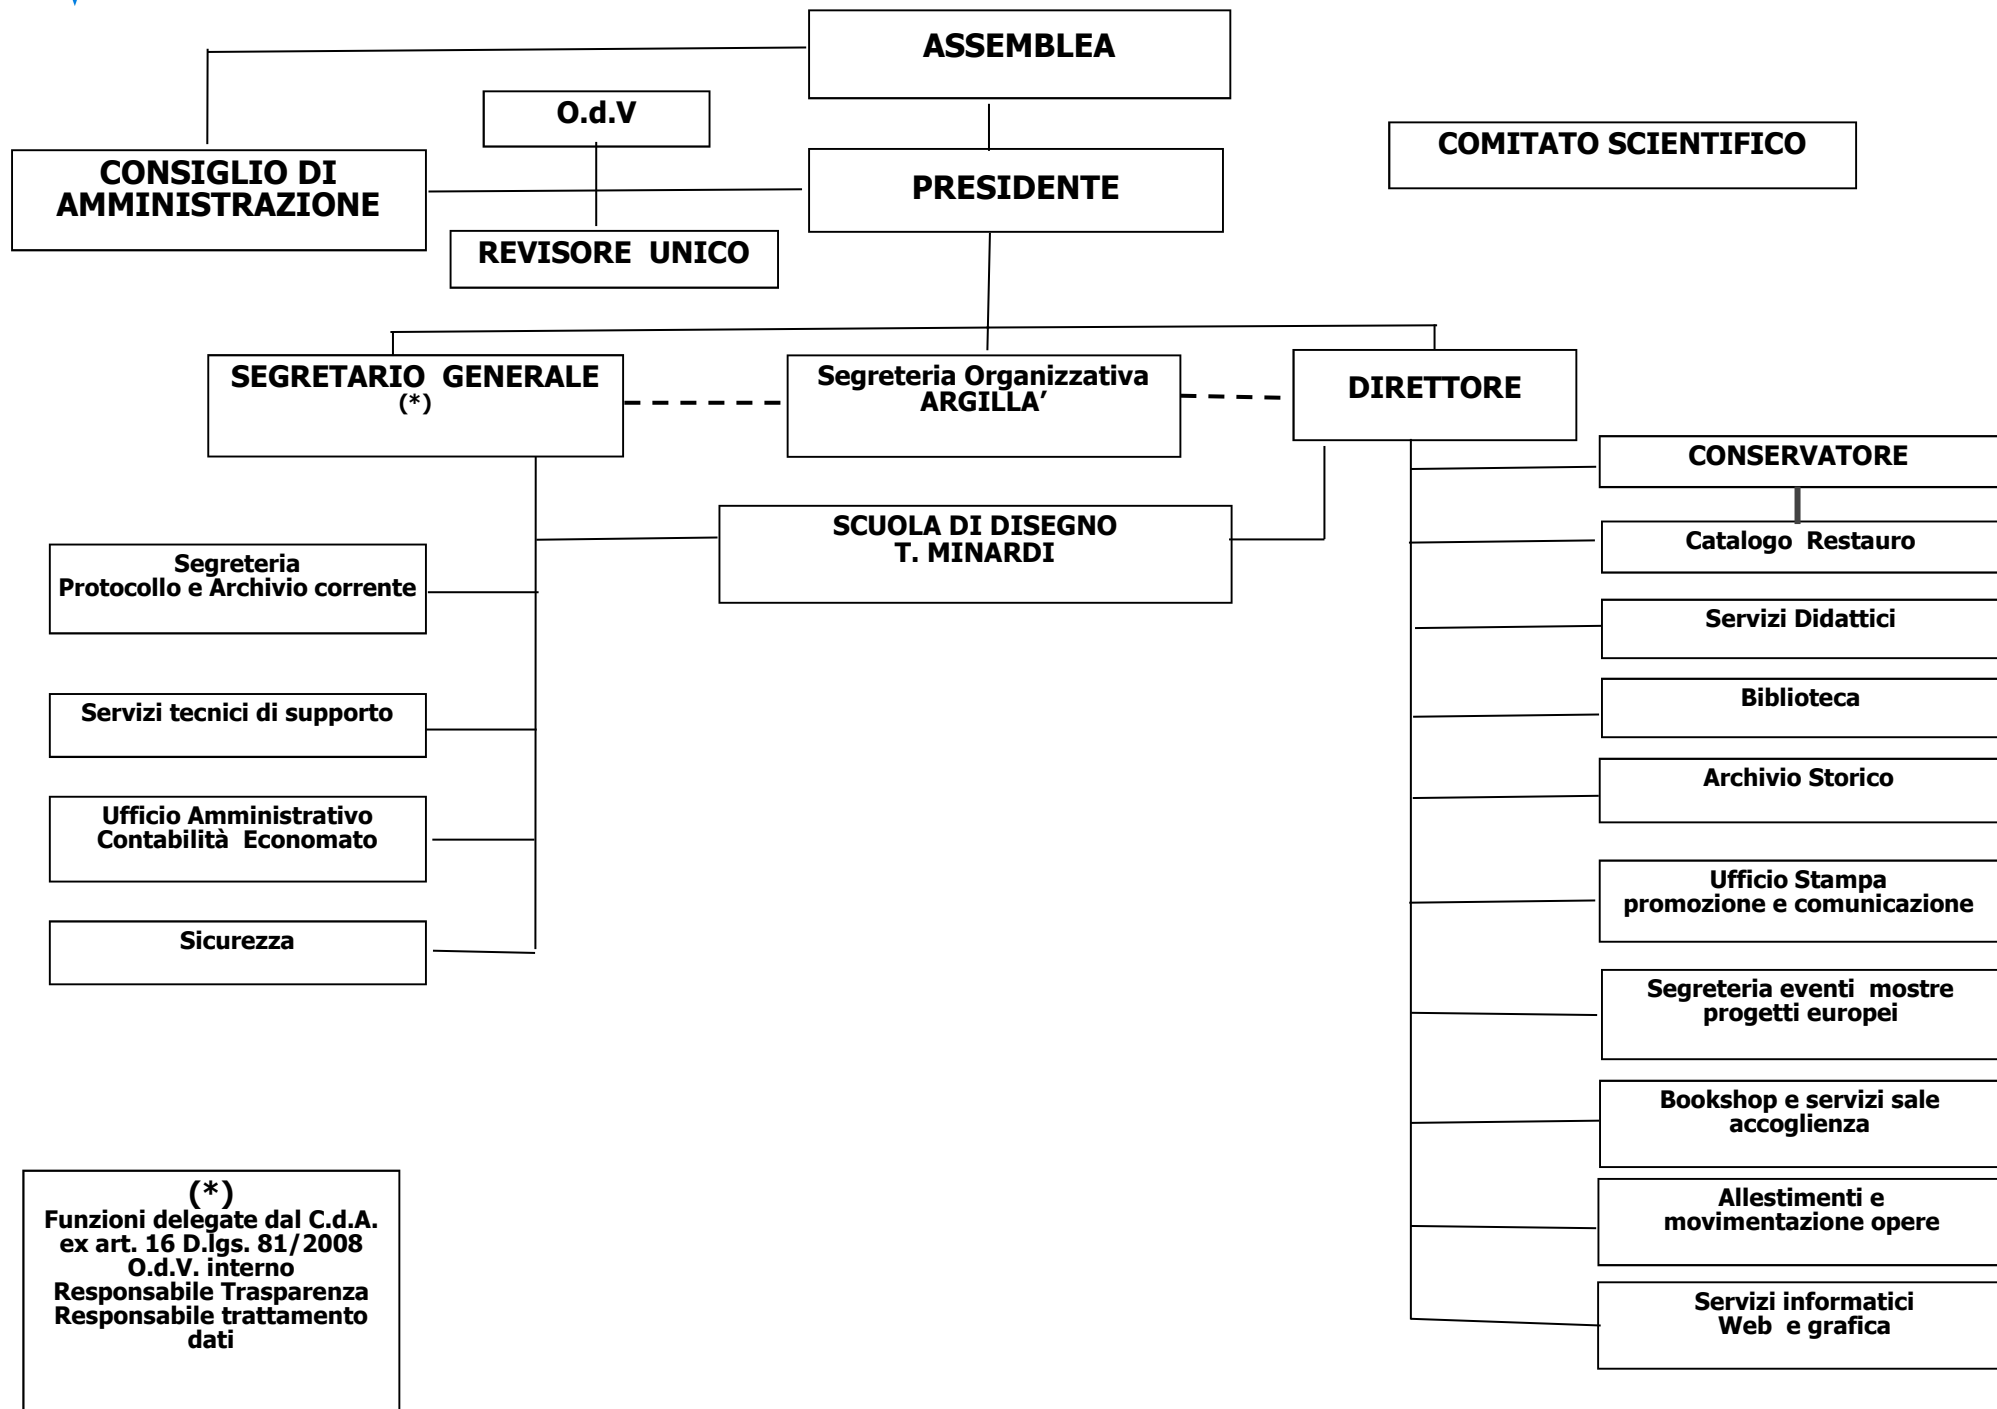 ASSEMBLEA
O.d.V
COMITATO SCIENTIFICO
CONSIGLIO DI
AMMINISTRAZIONE
PRESIDENTE
REVISORE UNICO
SEGRETARIO GENERALE
(*)
Segreteria Organizzativa
ARGILLA’
DIRETTORE
CONSERVATORE
SCUOLA DI DISEGNO
T. MINARDI
Catalogo Restauro
Segreteria
Protocollo e Archivio corrente
Servizi Didattici
Servizi tecnici di supporto
Biblioteca
Archivio Storico
Ufficio Amministrativo
Contabilità Economato
Ufficio Stampa
promozione e comunicazione
Sicurezza
Segreteria eventi mostre
progetti europei
Bookshop e servizi sale
accoglienza
(*)
Funzioni delegate dal C.d.A.
ex art. 16 D.lgs. 81/2008
O.d.V. interno
Responsabile Trasparenza
Responsabile trattamento
dati
Allestimenti e
movimentazione opere
Servizi informatici
Web e grafica